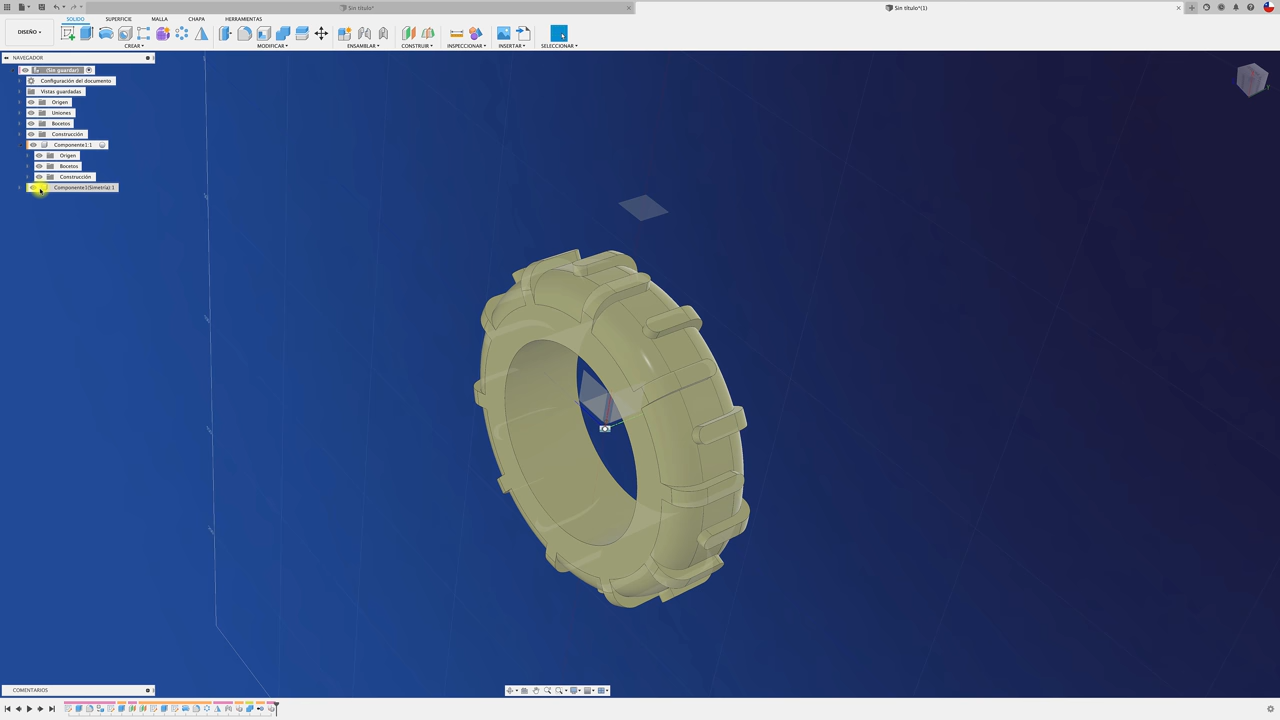 Sin título*
Sin título*(1)
DISEÑO
SÓLIDO
SUPERFICIE
MALLA
CHAPA
HERRAMIENTAS
CREAR
MODIFICAR
ENSAMBLAR
CONSTRUIR
INSPECCIONAR
INSERTAR
SELECCIONAR
NAVEGADOR
(Sin guardar)
Configuración del documento
Vistas guardadas
Origen
Uniones
Bocetos
Construcción
Componente1:1
Origen
Bocetos
Construcción
Componente1(Simetría):1
COMENTARIOS